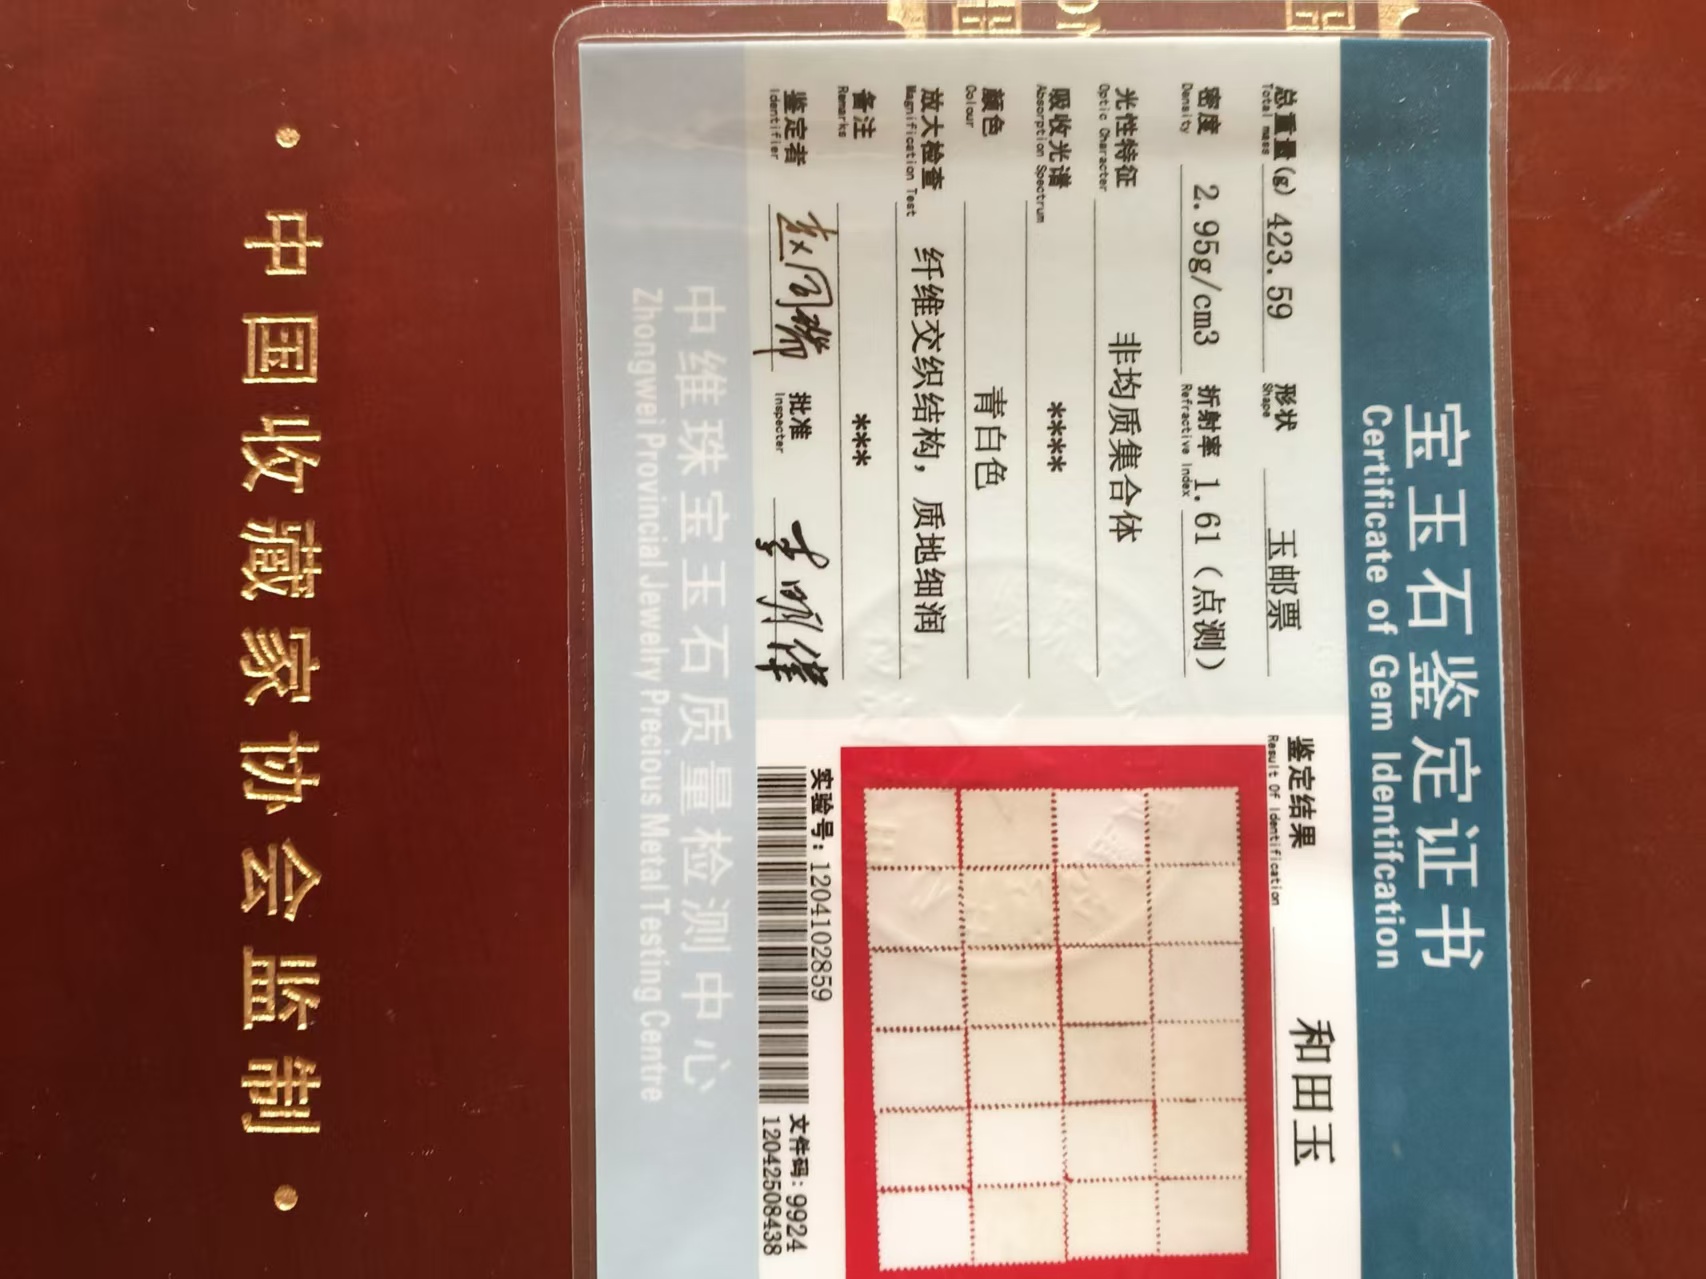 宝玉石鉴定证书
Certificate of Gem Identifcation
总重量(g) 423.59 形状 玉邮票
Total mass Shape
密度 2.95g/cm3 折射率 1.61(点测)
Density Refractive Index
光性特征 非均质集合体
Optic Character
吸收光谱 ****
Absorption Spectrum
颜色 青白色
Colour
放大检查 纤维交织结构，质地细润
Magnification Test
备注 ***
Remarks
鉴定者 批准
Identifier Inspecter
鉴定结果 和田玉
Result Of Identification
实验号：1204102859
文件码：9924
12042508438
中维珠宝玉石质量检测中心
Zhongwei Provincial Jewelry Precious Metal Testing Centre
·中国收藏家协会监制·